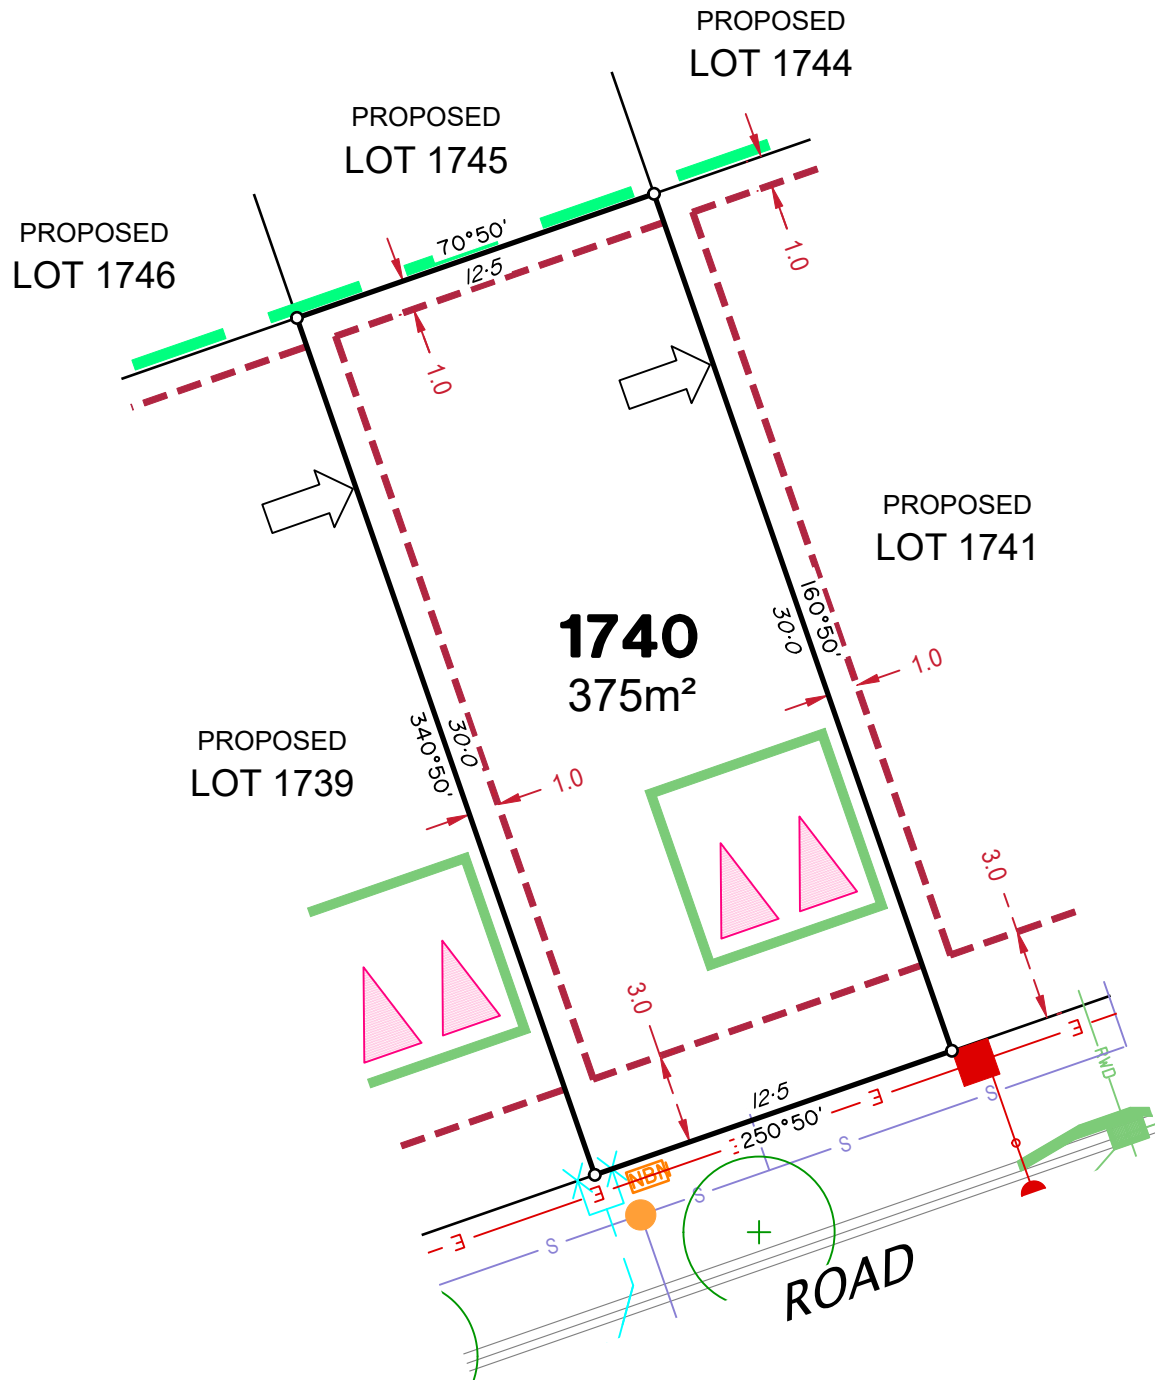 PROPOSED
LOT 1744
PROPOSED
LOT 1745
PROPOSED
LOT 1746
70°50'
12·5
1.0
1.0
PROPOSED
LOT 1741
160°50'
30·0
1740
375m²
1.0
PROPOSED
LOT 1739
340°50'
30·0
1.0
3.0
3.0
12·5
250°50'
E
E
E
E
E
S
S
S
S
RWD
NBN
ROAD